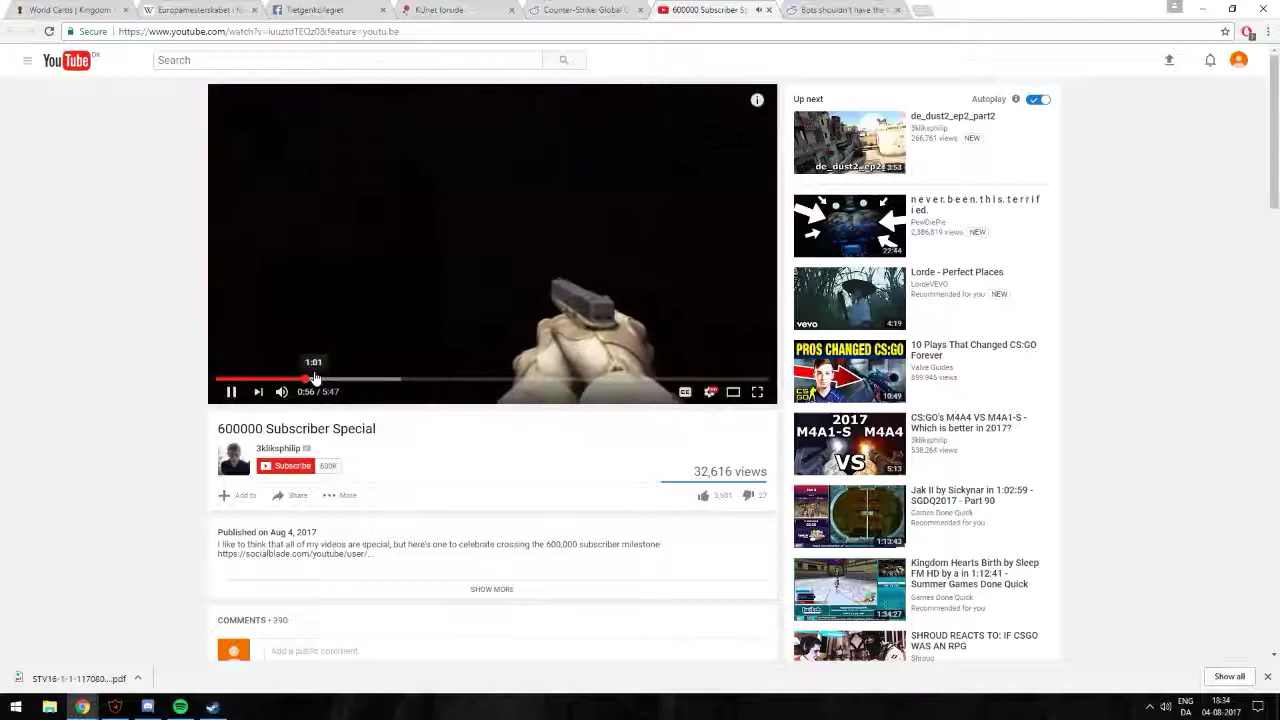 World Cards | Kingdom H
Europamesterskabet i N
Tietgenkollegiet
KUnet forside
Counter-Strike: Global O
600000 Subscriber S
Bots shouldn't have the
Secure
https://www.youtube.com/watch?v=iuuztdTEQz0&feature=youtu.be
YouTube DK
Search
Up next
Autoplay
de_dust2_ep2_part2
3kliksphilip
266,761 views NEW
de_dust2_ep2
3:53
n e v e r. b e e n. t h i s. t e r r i f
i ed.
PewDiePie
2,386,819 views NEW
22:44
Lorde - Perfect Places
LordeVEVO
Recommended for you NEW
vevo
4:19
10 Plays That Changed CS:GO
Forever
Valve Guides
899,945 views
PROS CHANGED CS:GO
CS
GO
10:49
CS:GO's M4A4 VS M4A1-S -
Which is better in 2017?
3kliksphilip
538,264 views
2017
M4A1-S M4A4
VS
5:13
Jak II by Sickynar in 1:02:59 -
SGDQ2017 - Part 90
Games Done Quick
Recommended for you
1:13:43
Kingdom Hearts Birth by Sleep
FM HD by a in 1:12:41 -
Summer Games Done Quick
Games Done Quick
Recommended for you
1:34:27
SHROUD REACTS TO: IF CSGO
WAS AN RPG
Shroud
1:01
0:56 / 5:47
600000 Subscriber Special
3kliksphilip
Subscribe 600K
32,616 views
Add to Share More
3,501 27
Published on Aug 4, 2017
I like to think that all of my videos are special, but here's one to celebrate crossing the 600,000 subscriber milestone
https://socialblade.com/youtube/user/...
SHOW MORE
COMMENTS • 390
Add a public comment...
STV16-1-1-117080....pdf
Show all
ENG
DA
18:34
04-08-2017